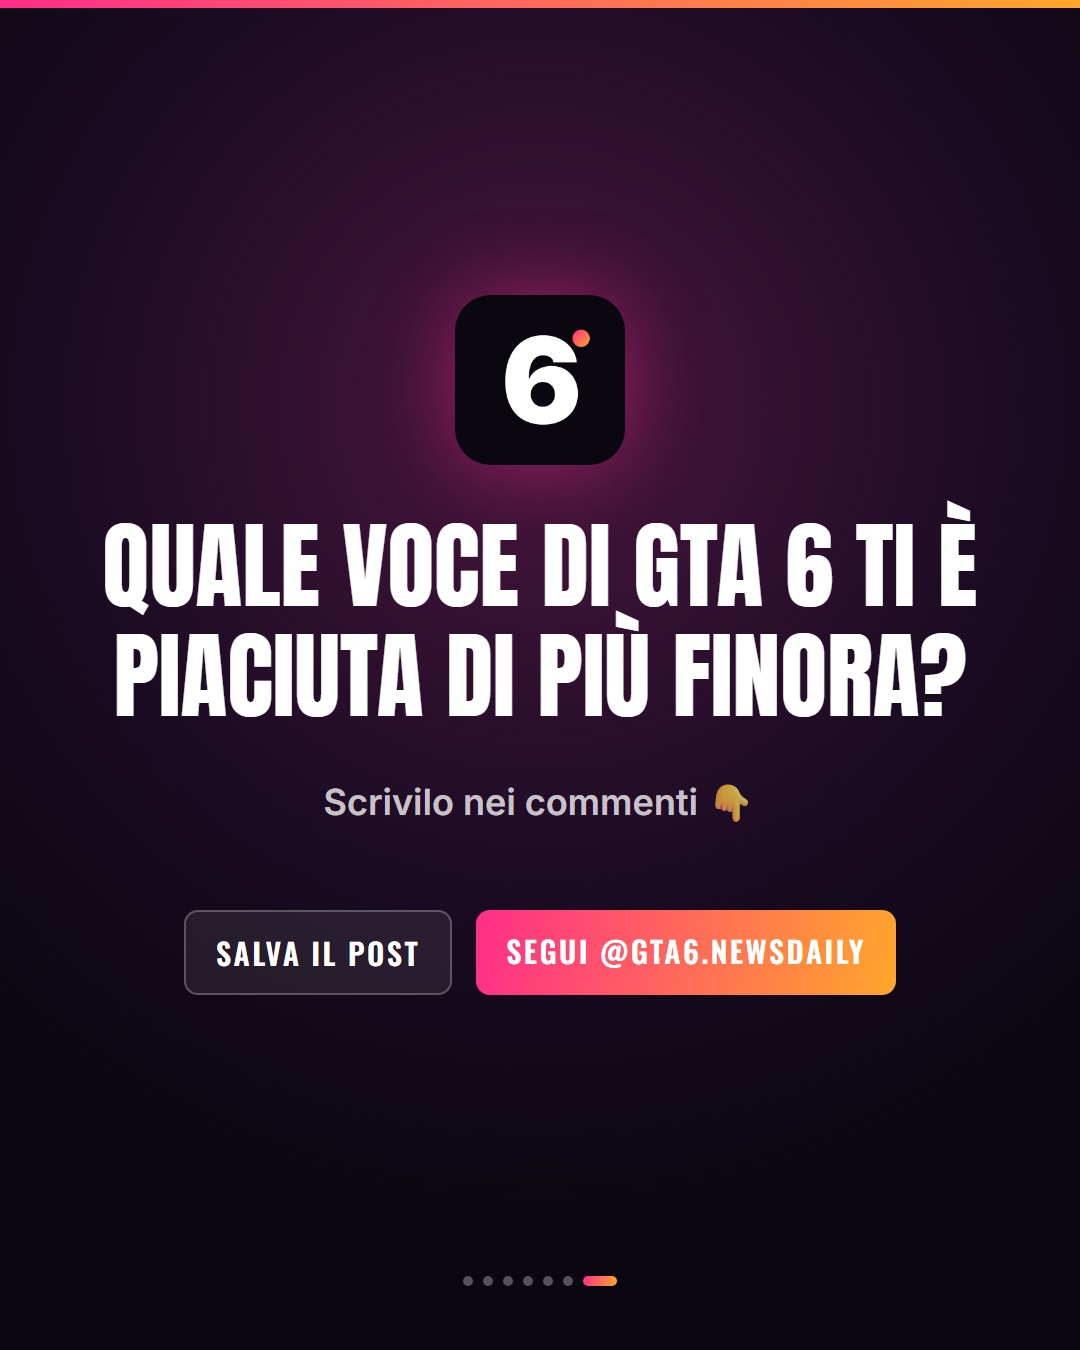 6
QUALE VOCE DI GTA 6 TI È
PIACIUTA DI PIÙ FINORA?
Scrivilo nei commenti 👇
SALVA IL POST
SEGUI @GTA6.NEWSDAILY